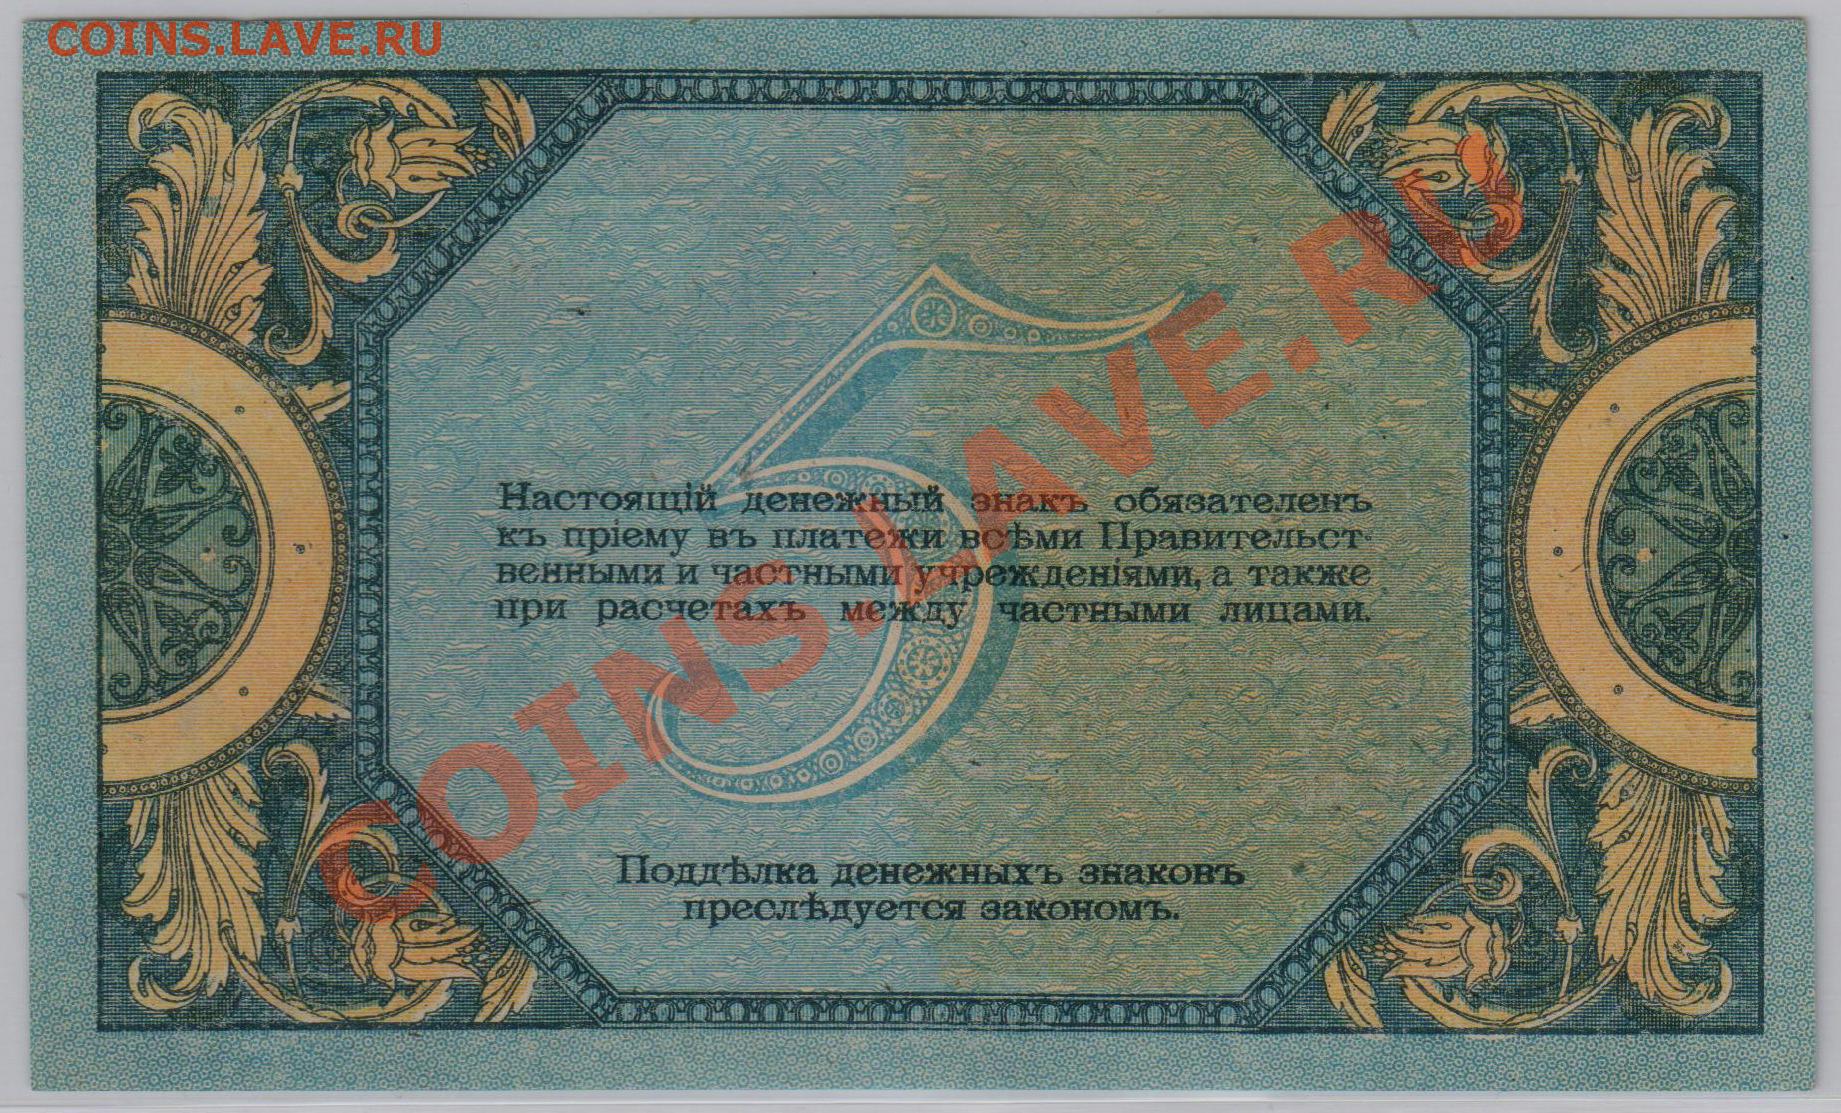 COINS.LAVE.RU
5
Настоящій денежный знакъ обязателенъ
къ пріему въ платежи всѣми Правительст-
венными и частными учрежденіями, а также
при расчетахъ между частными лицами.
Поддѣлка денежныхъ знаковъ
преслѣдуется закономъ.
COINS.LAVE.RU